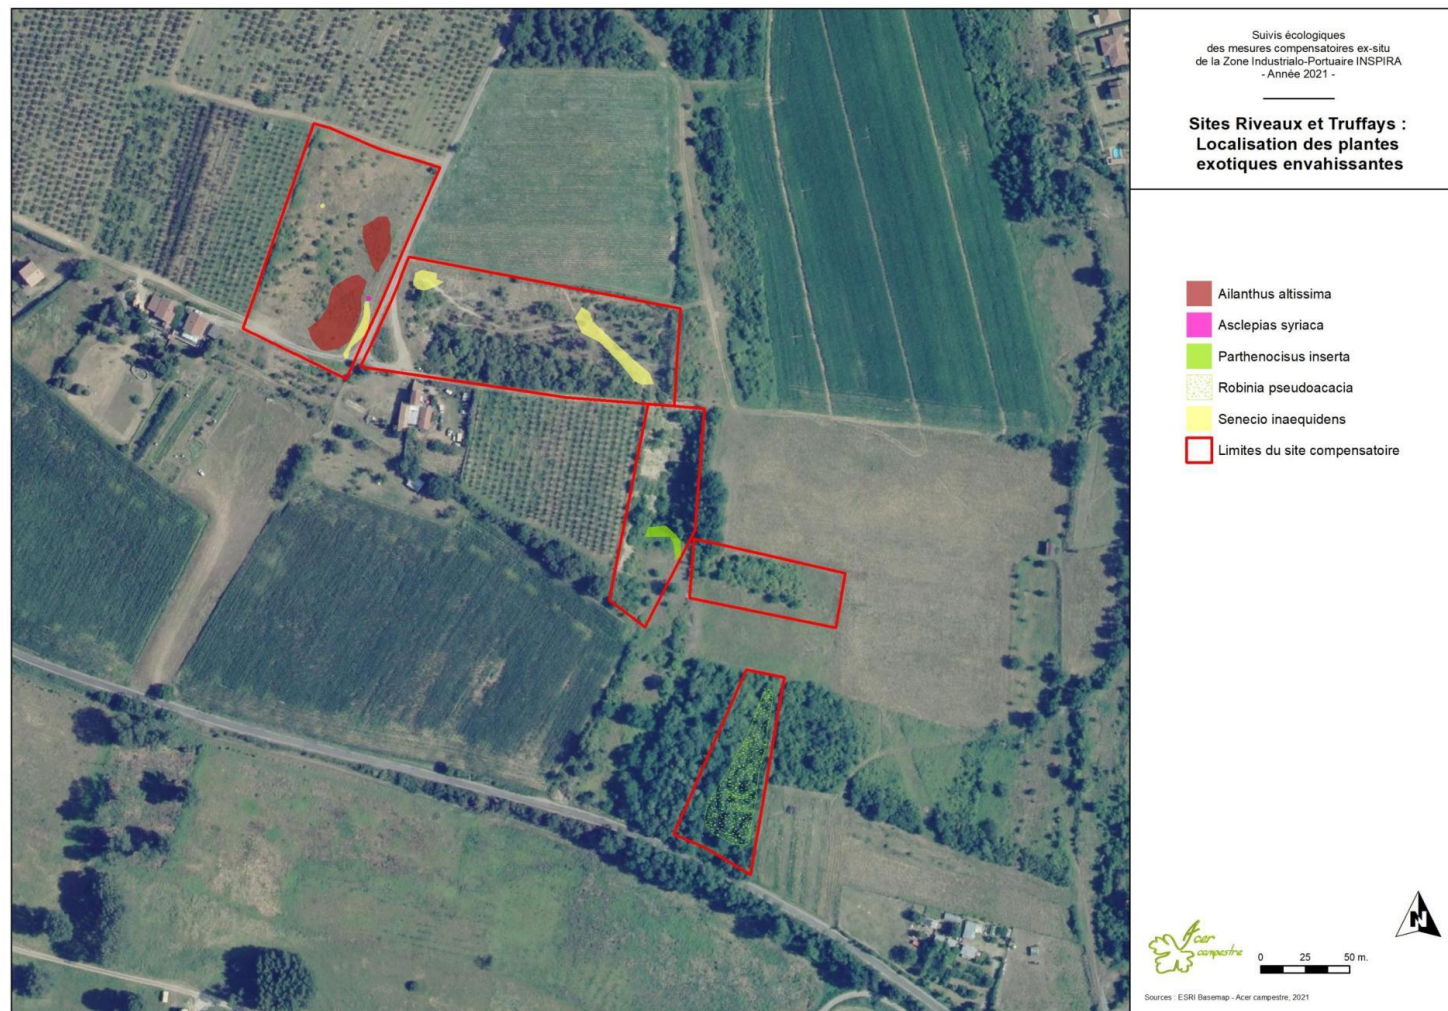 Suivis écologiques
des mesures compensatoires ex-situ
de la Zone Industrialo-Portuaire INSPIRA
- Année 2021 -
Sites Riveaux et Truffays :
Localisation des plantes
exotiques envahissantes
Ailanthus altissima
Asclepias syriaca
Parthenocisus inserta
Robinia pseudoacacia
Senecio inaequidens
Limites du site compensatoire
N
Acer
campestre
0 25 50 m.
Sources : ESRI Basemap - Acer campestre, 2021